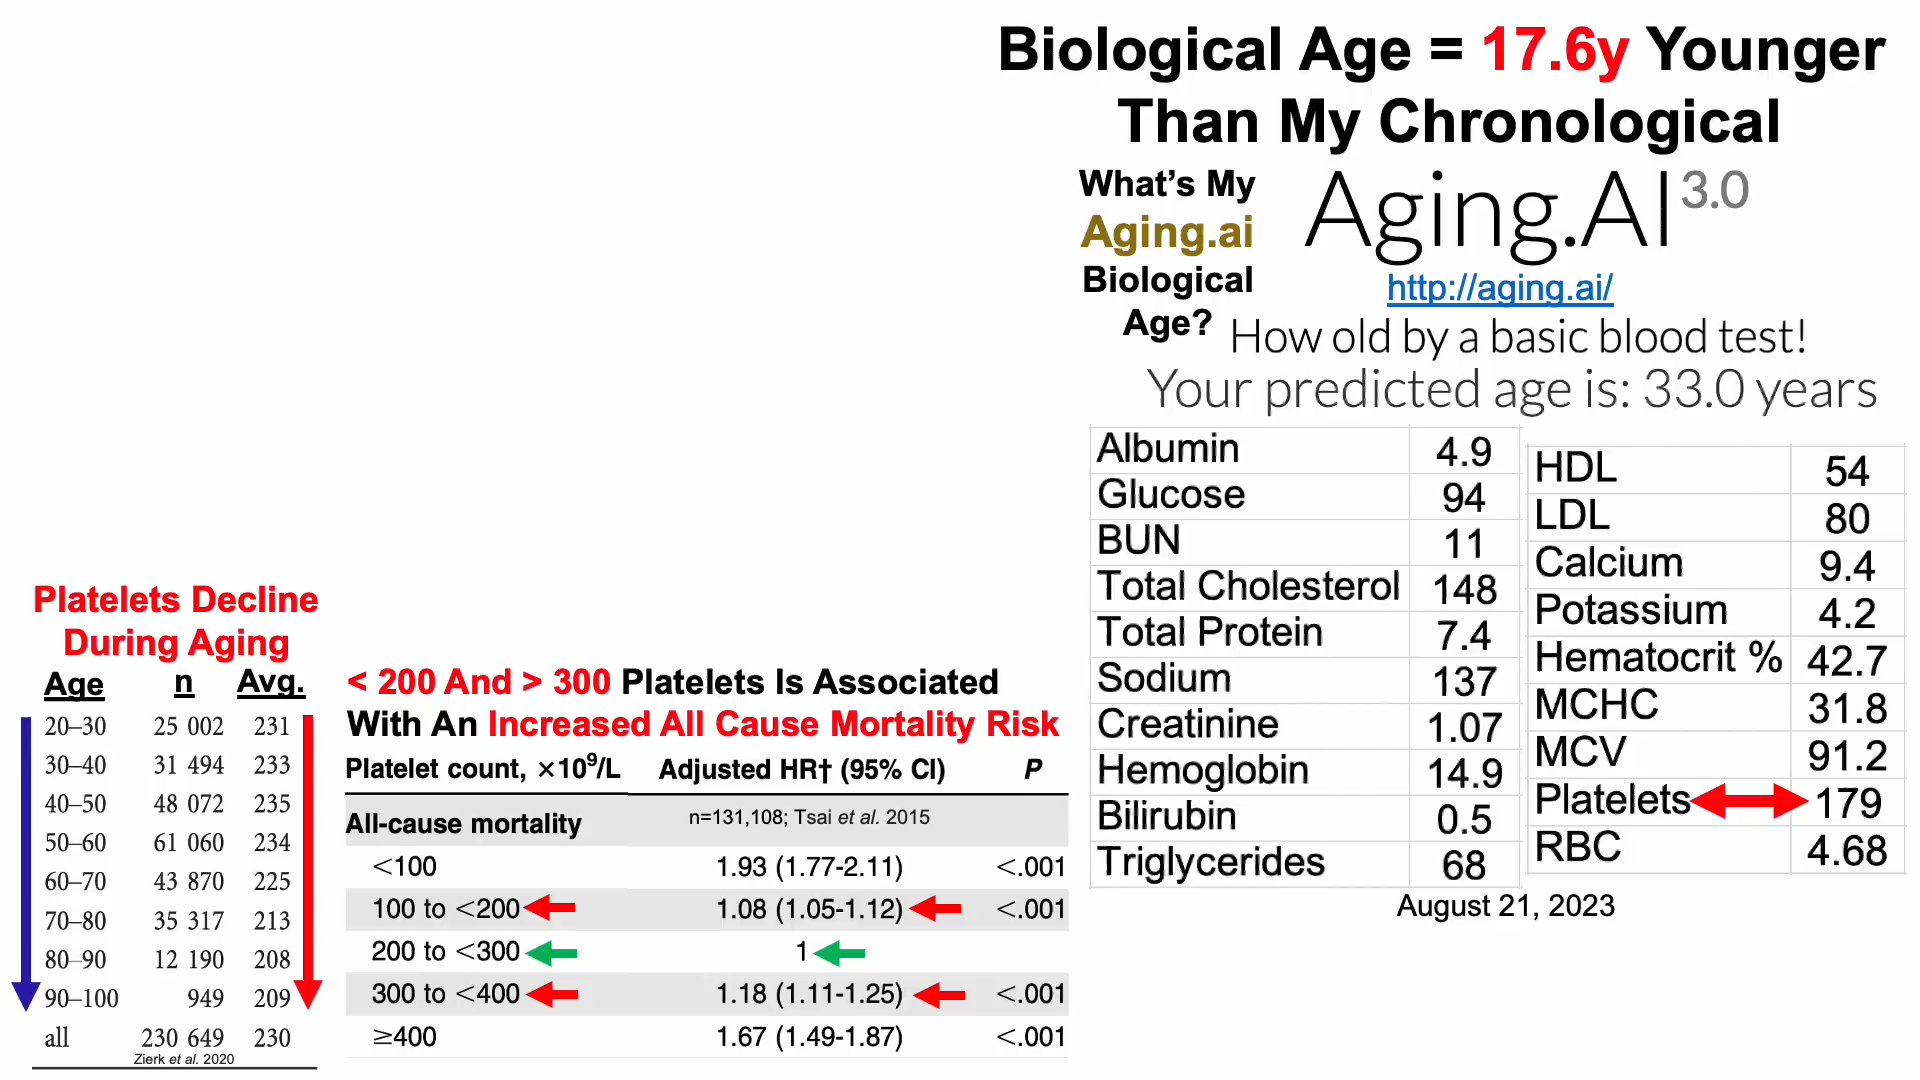 Biological Age = 17.6y Younger
Than My Chronological
What's My
Aging.ai
Biological
Age?
Aging.AI 3.0
http://aging.ai/
How old by a basic blood test!
Your predicted age is: 33.0 years
Albumin 4.9
Glucose 94
BUN 11
Total Cholesterol 148
Total Protein 7.4
Sodium 137
Creatinine 1.07
Hemoglobin 14.9
Bilirubin 0.5
Triglycerides 68
HDL 54
LDL 80
Calcium 9.4
Potassium 4.2
Hematocrit % 42.7
MCHC 31.8
MCV 91.2
Platelets 179
RBC 4.68
August 21, 2023
Platelets Decline
During Aging
Age n Avg.
20–30 25 002 231
30–40 31 494 233
40–50 48 072 235
50–60 61 060 234
60–70 43 870 225
70–80 35 317 213
80–90 12 190 208
90–100 949 209
all 230 649 230
Zierk et al. 2020
< 200 And > 300 Platelets Is Associated
With An Increased All Cause Mortality Risk
Platelet count, ×10⁹/L Adjusted HR† (95% CI) P
All-cause mortality n=131,108; Tsai et al. 2015
<100 1.93 (1.77-2.11) <.001
100 to <200 1.08 (1.05-1.12) <.001
200 to <300 1
300 to <400 1.18 (1.11-1.25) <.001
≥400 1.67 (1.49-1.87) <.001